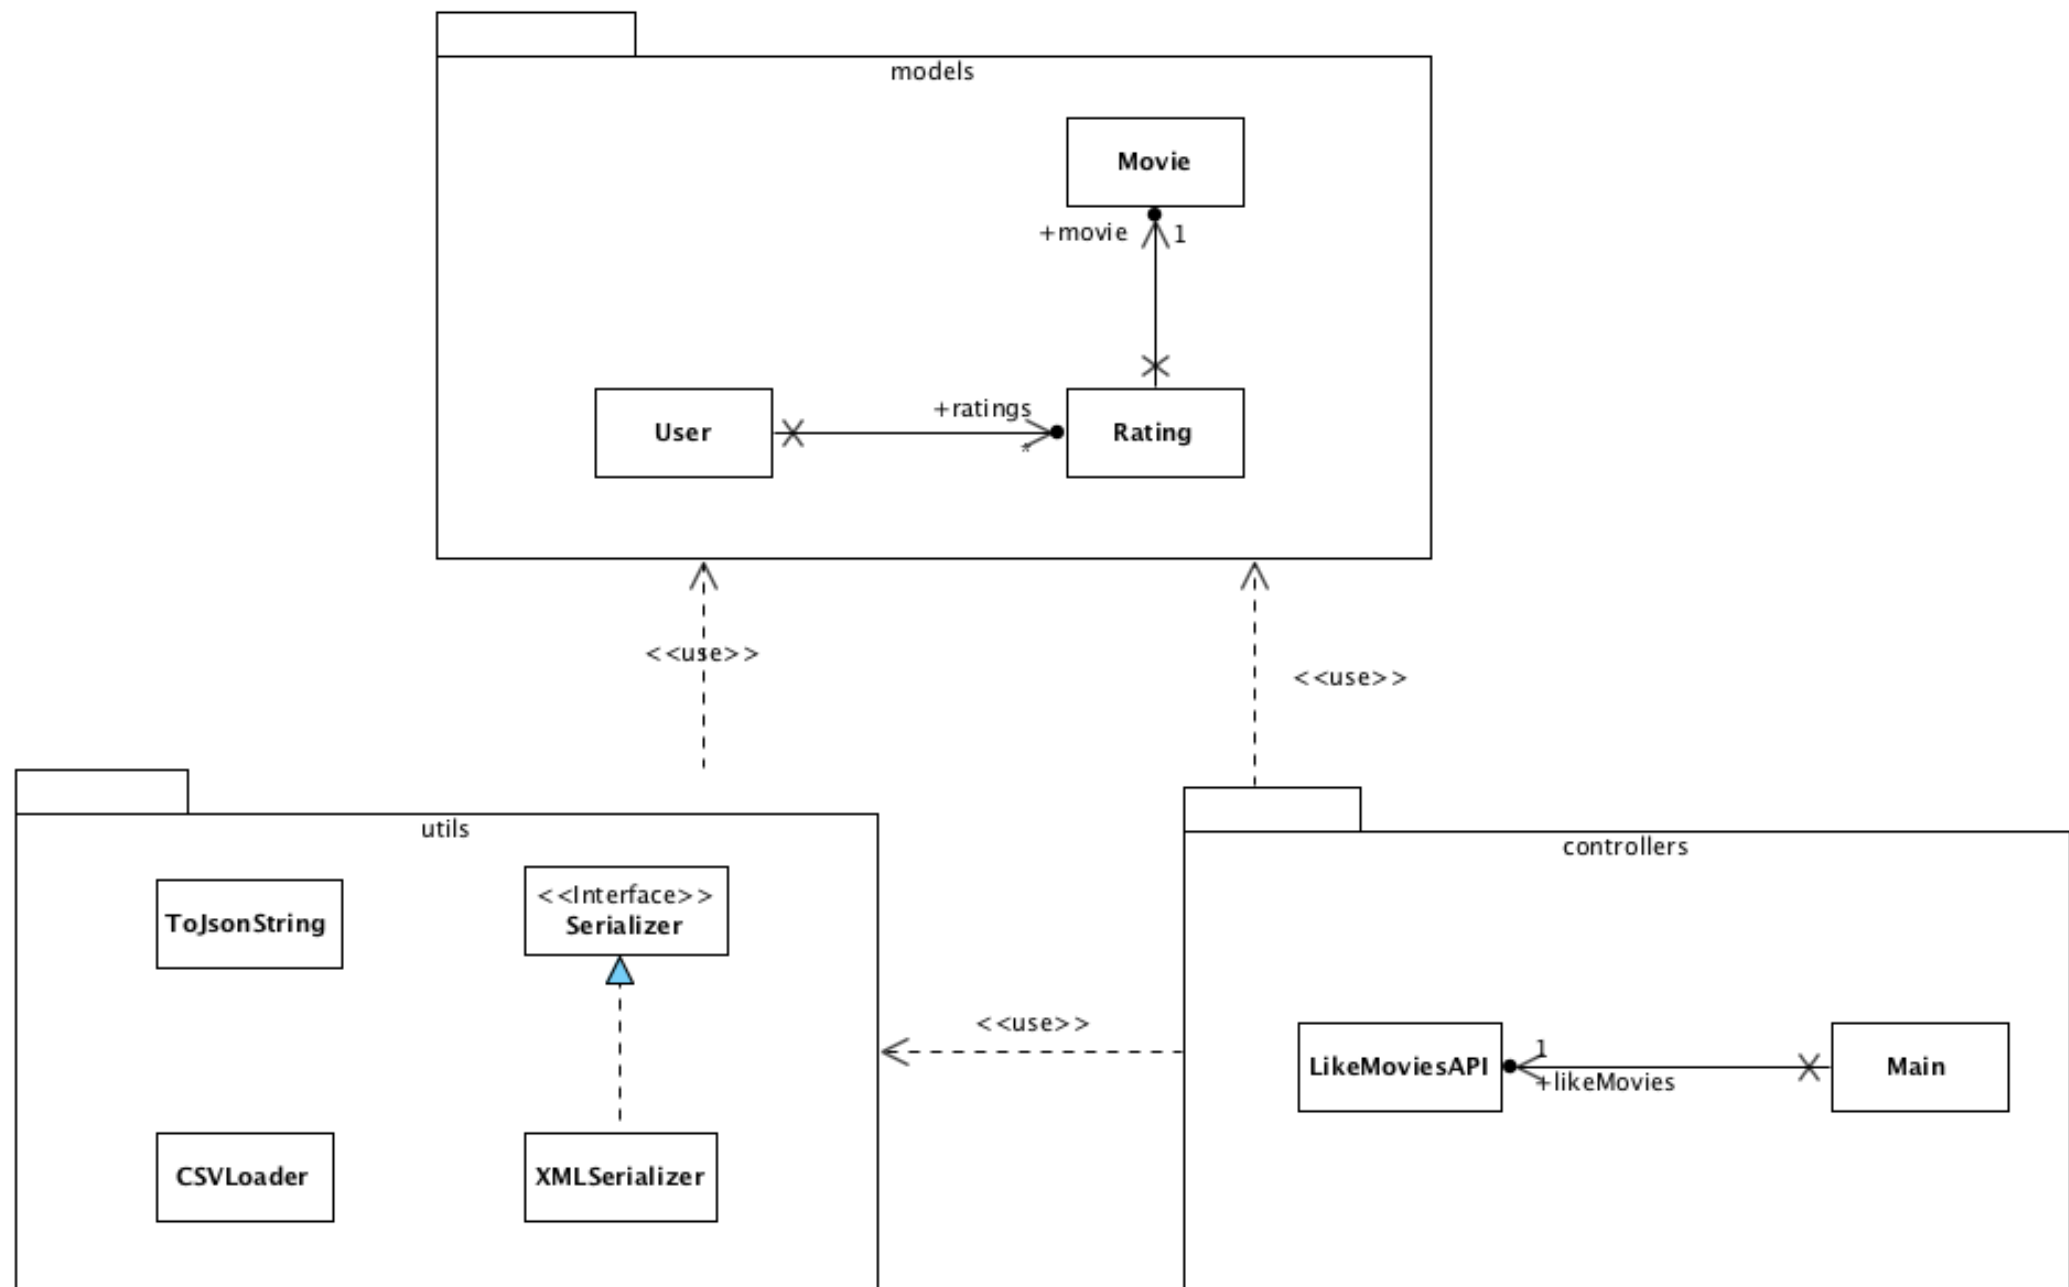 models
Movie
+movie 1
+ratings
User
*
Rating
<<use>>
<<use>>
utils
controllers
<<Interface>>
Serializer
ToJsonString
<<use>>
1
LikeMoviesAPI
Main
+likeMovies
CSVLoader
XMLSerializer